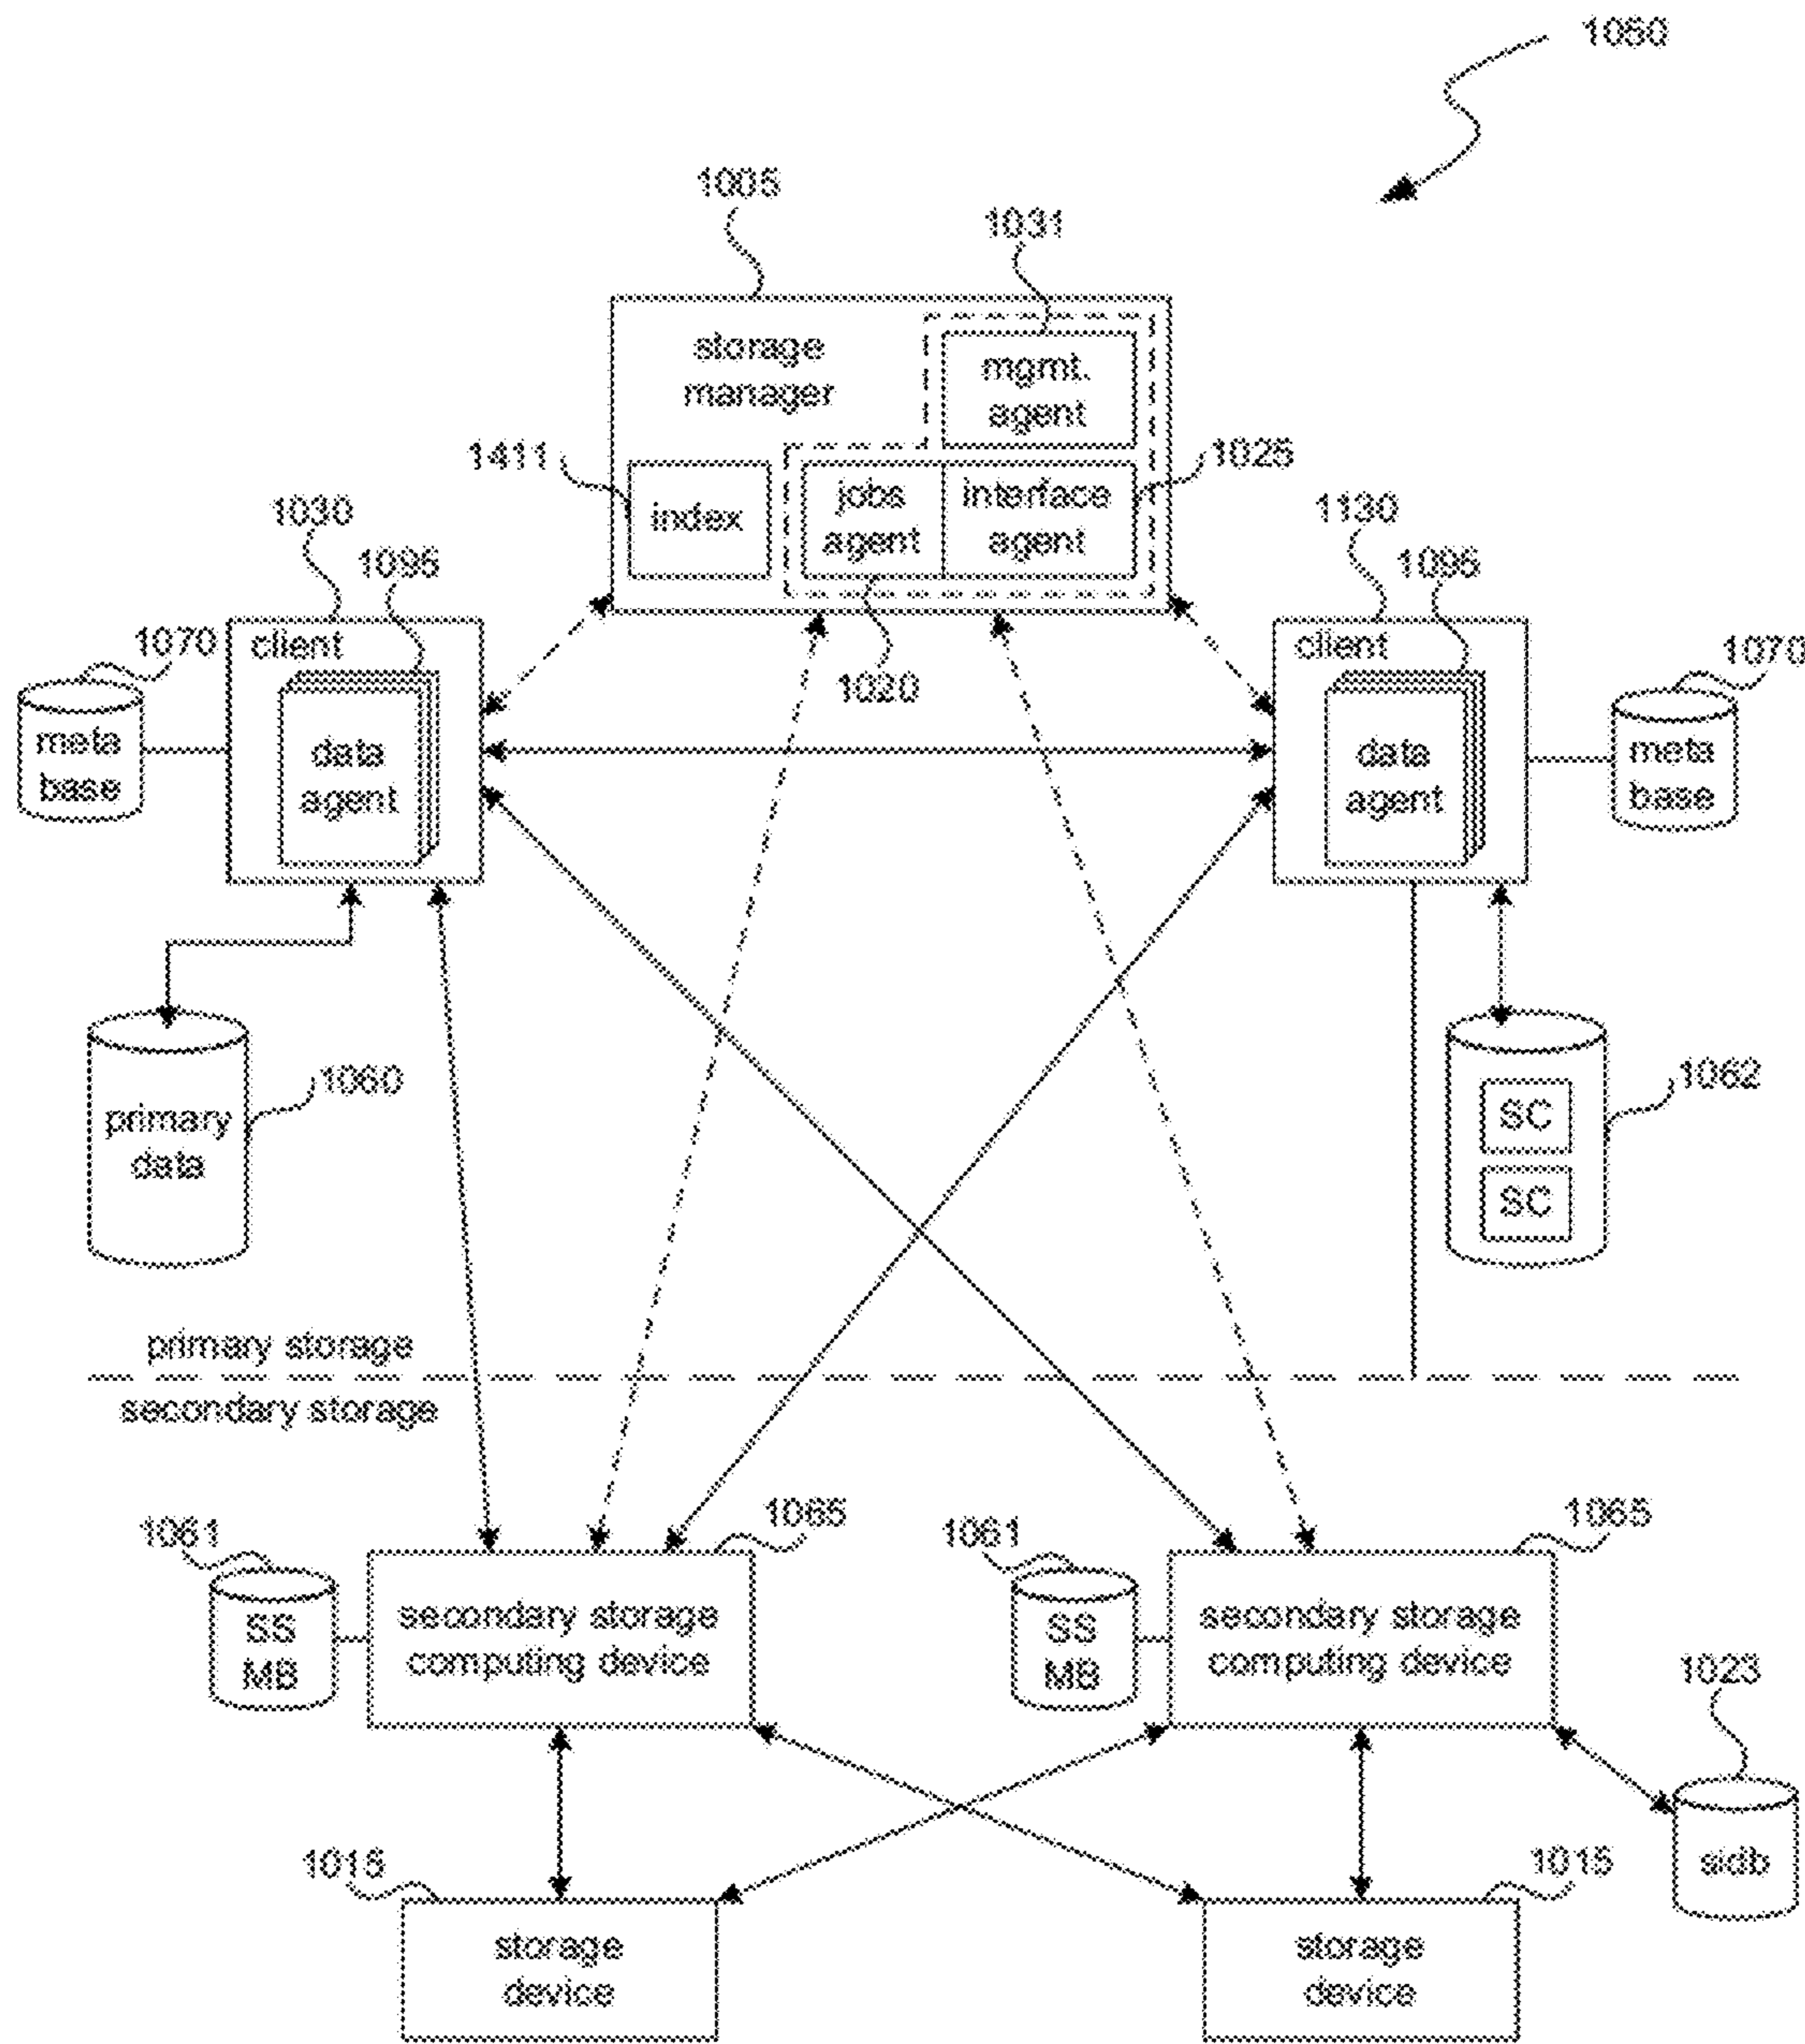 1050
1005
1031
storage
manager
mgmt.
agent
1411
index
jobs
agent
interface
agent
1025
1020
1030
1095
client
data
agent
1070
meta
base
1130
1095
client
data
agent
1070
meta
base
primary
data
1060
SC
SC
1062
primary storage
secondary storage
1061
SS
MB
1065
secondary storage
computing device
1061
SS
MB
1065
secondary storage
computing device
1023
sidb
1015
storage
device
1015
storage
device